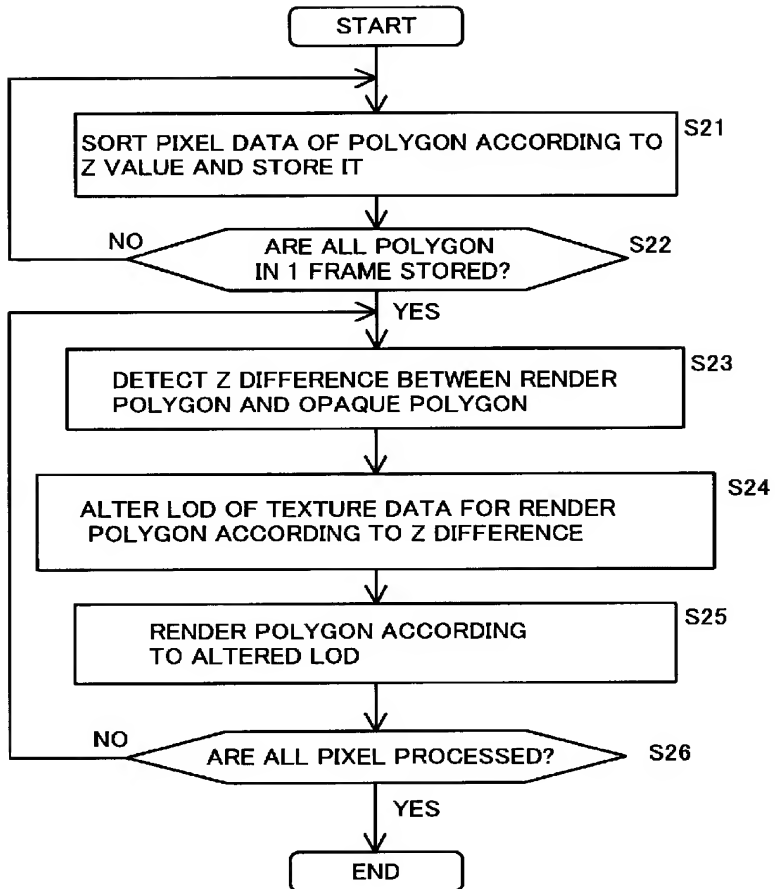 START
SORT PIXEL DATA OF POLYGON ACCORDING TO
Z VALUE AND STORE IT
S21
NO
ARE ALL POLYGON
IN 1 FRAME STORED?
S22
YES
DETECT Z DIFFERENCE BETWEEN RENDER
POLYGON AND OPAQUE POLYGON
S23
ALTER LOD OF TEXTURE DATA FOR RENDER
POLYGON ACCORDING TO Z DIFFERENCE
S24
RENDER POLYGON ACCORDING
TO ALTERED LOD
S25
NO
ARE ALL PIXEL PROCESSED?
S26
YES
END